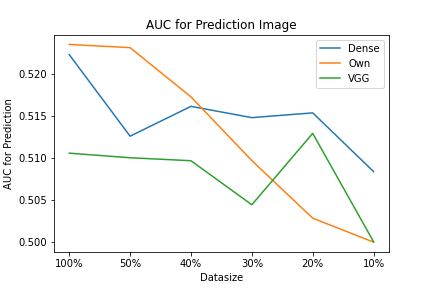 AUC for Prediction Image
Dense
Own
VGG
AUC for Prediction
0.520
0.515
0.510
0.505
0.500
100% 50% 40% 30% 20% 10%
Datasize